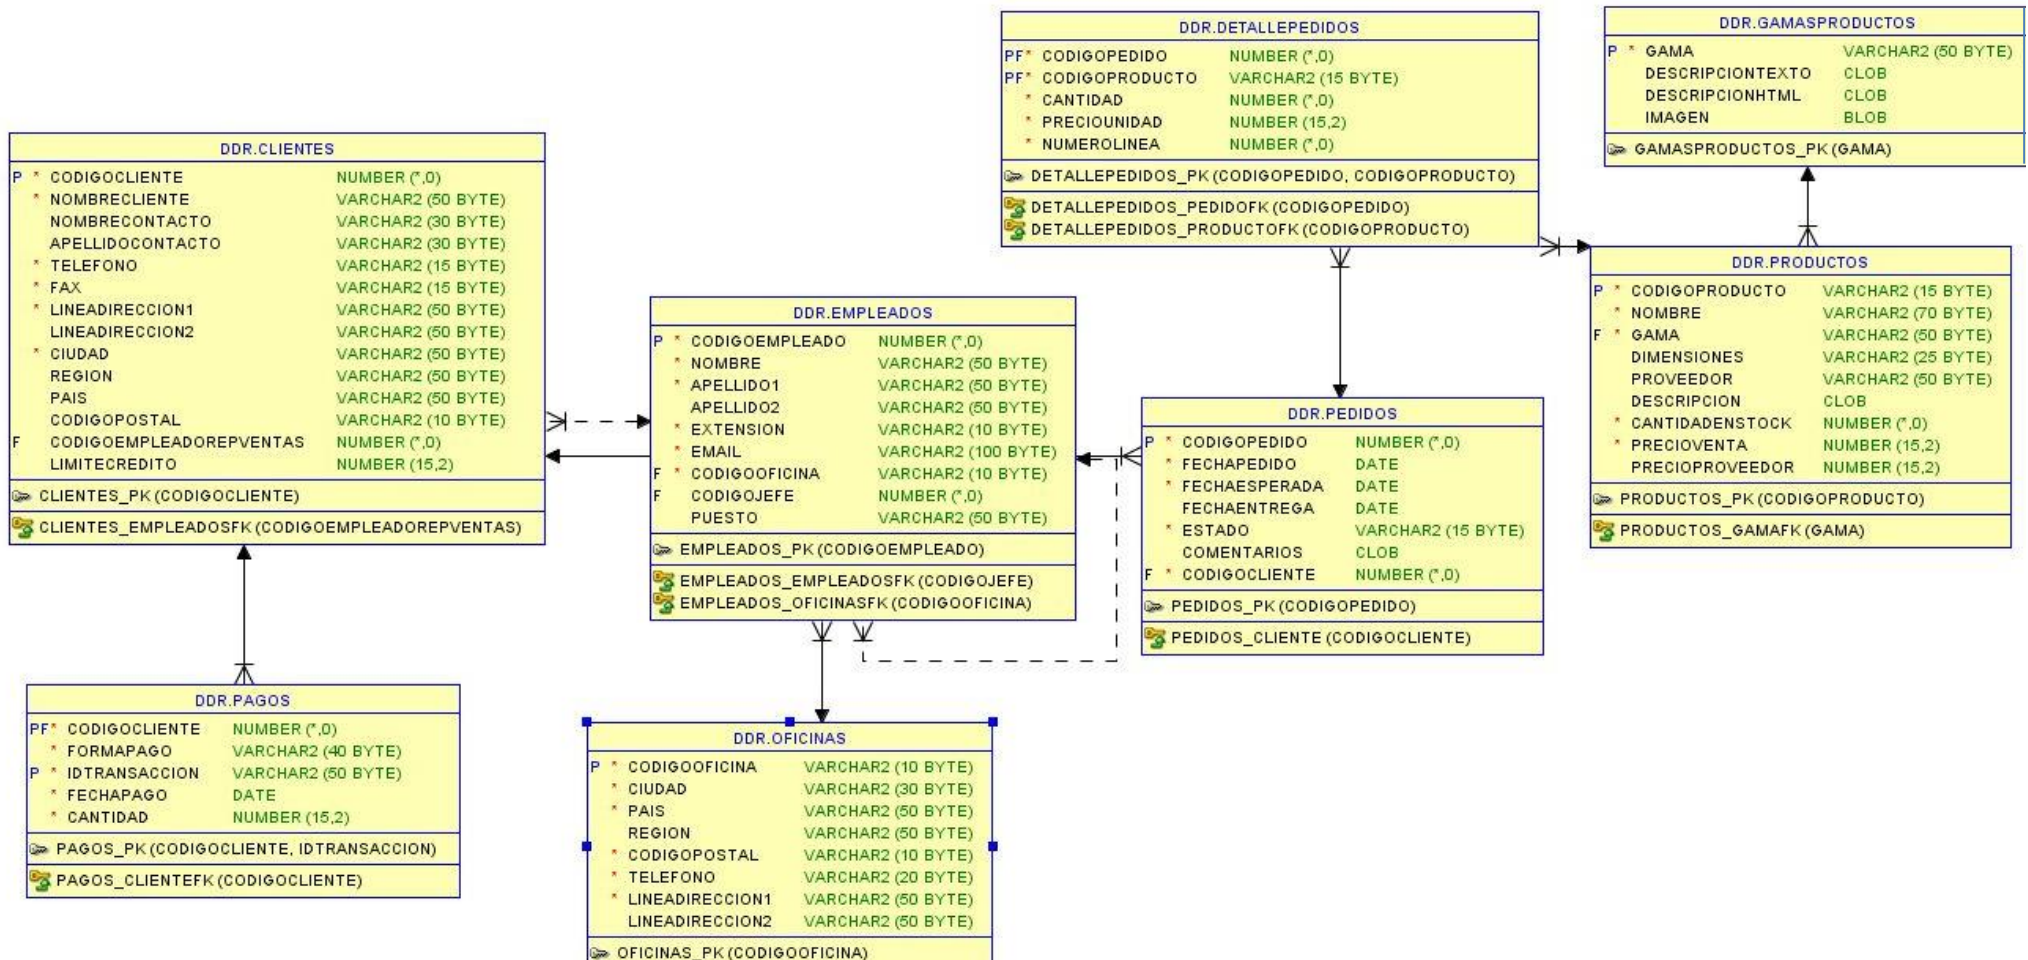 DDR.CLIENTES
P * CODIGOCLIENTE NUMBER (*,0)
* NOMBRECLIENTE VARCHAR2 (50 BYTE)
NOMBRECONTACTO VARCHAR2 (30 BYTE)
APELLIDOCONTACTO VARCHAR2 (30 BYTE)
* TELEFONO VARCHAR2 (15 BYTE)
* FAX VARCHAR2 (15 BYTE)
* LINEADIRECCION1 VARCHAR2 (50 BYTE)
LINEADIRECCION2 VARCHAR2 (50 BYTE)
* CIUDAD VARCHAR2 (50 BYTE)
REGION VARCHAR2 (50 BYTE)
PAIS VARCHAR2 (50 BYTE)
CODIGOPOSTAL VARCHAR2 (10 BYTE)
F CODIGOEMPLEADOREPVENTAS NUMBER (*,0)
LIMITECREDITO NUMBER (15,2)
CLIENTES_PK (CODIGOCLIENTE)
CLIENTES_EMPLEADOSFK (CODIGOEMPLEADOREPVENTAS)
DDR.PAGOS
PF* CODIGOCLIENTE NUMBER (*,0)
* FORMAPAGO VARCHAR2 (40 BYTE)
P * IDTRANSACCION VARCHAR2 (50 BYTE)
* FECHAPAGO DATE
* CANTIDAD NUMBER (15,2)
PAGOS_PK (CODIGOCLIENTE, IDTRANSACCION)
PAGOS_CLIENTEFK (CODIGOCLIENTE)
DDR.EMPLEADOS
P * CODIGOEMPLEADO NUMBER (*,0)
* NOMBRE VARCHAR2 (50 BYTE)
* APELLIDO1 VARCHAR2 (50 BYTE)
APELLIDO2 VARCHAR2 (50 BYTE)
* EXTENSION VARCHAR2 (10 BYTE)
* EMAIL VARCHAR2 (100 BYTE)
F * CODIGOOFICINA VARCHAR2 (10 BYTE)
F CODIGOJEFE NUMBER (*,0)
PUESTO VARCHAR2 (50 BYTE)
EMPLEADOS_PK (CODIGOEMPLEADO)
EMPLEADOS_EMPLEADOSFK (CODIGOJEFE)
EMPLEADOS_OFICINASFK (CODIGOOFICINA)
DDR.OFICINAS
P * CODIGOOFICINA VARCHAR2 (10 BYTE)
* CIUDAD VARCHAR2 (30 BYTE)
* PAIS VARCHAR2 (50 BYTE)
REGION VARCHAR2 (50 BYTE)
* CODIGOPOSTAL VARCHAR2 (10 BYTE)
* TELEFONO VARCHAR2 (20 BYTE)
* LINEADIRECCION1 VARCHAR2 (50 BYTE)
LINEADIRECCION2 VARCHAR2 (50 BYTE)
OFICINAS_PK (CODIGOOFICINA)
DDR.DETALLEPEDIDOS
PF* CODIGOPEDIDO NUMBER (*,0)
PF* CODIGOPRODUCTO VARCHAR2 (15 BYTE)
* CANTIDAD NUMBER (*,0)
* PRECIOUNIDAD NUMBER (15,2)
* NUMEROLINEA NUMBER (*,0)
DETALLEPEDIDOS_PK (CODIGOPEDIDO, CODIGOPRODUCTO)
DETALLEPEDIDOS_PEDIDOFK (CODIGOPEDIDO)
DETALLEPEDIDOS_PRODUCTOFK (CODIGOPRODUCTO)
DDR.PEDIDOS
P * CODIGOPEDIDO NUMBER (*,0)
* FECHAPEDIDO DATE
* FECHAESPERADA DATE
FECHAENTREGA DATE
* ESTADO VARCHAR2 (15 BYTE)
COMENTARIOS CLOB
F * CODIGOCLIENTE NUMBER (*,0)
PEDIDOS_PK (CODIGOPEDIDO)
PEDIDOS_CLIENTE (CODIGOCLIENTE)
DDR.GAMASPRODUCTOS
P * GAMA VARCHAR2 (50 BYTE)
DESCRIPCIONTEXTO CLOB
DESCRIPCIONHTML CLOB
IMAGEN BLOB
GAMASPRODUCTOS_PK (GAMA)
DDR.PRODUCTOS
P * CODIGOPRODUCTO VARCHAR2 (15 BYTE)
* NOMBRE VARCHAR2 (70 BYTE)
F * GAMA VARCHAR2 (50 BYTE)
DIMENSIONES VARCHAR2 (25 BYTE)
PROVEEDOR VARCHAR2 (50 BYTE)
DESCRIPCION CLOB
* CANTIDADENSTOCK NUMBER (*,0)
* PRECIOVENTA NUMBER (15,2)
PRECIOPROVEEDOR NUMBER (15,2)
PRODUCTOS_PK (CODIGOPRODUCTO)
PRODUCTOS_GAMAFK (GAMA)